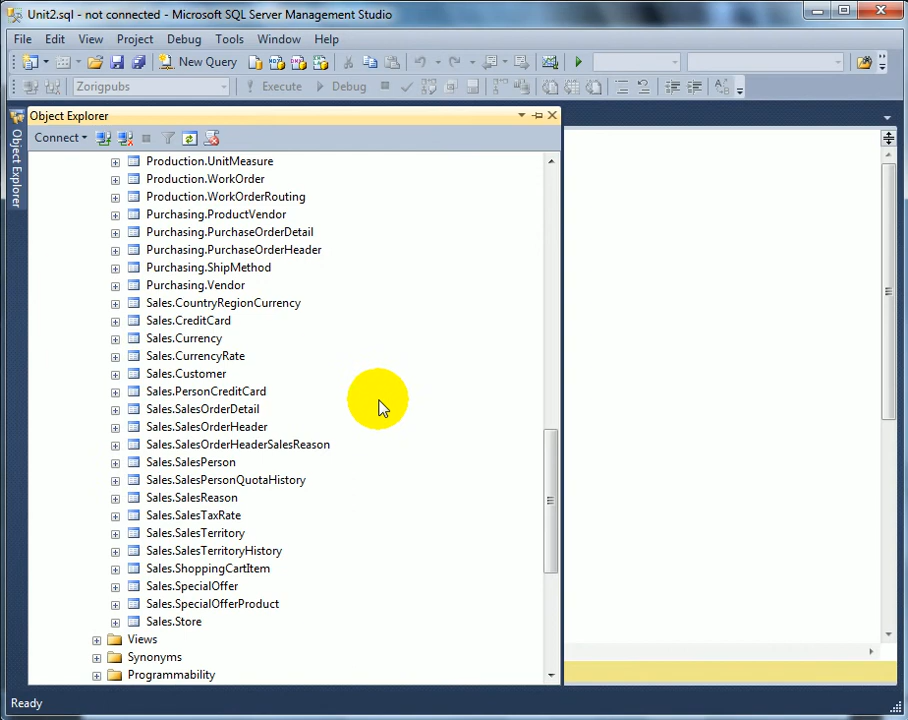 Unit2.sql - not connected - Microsoft SQL Server Management Studio
File Edit View Project Debug Tools Window Help
New Query
Zorigpubs Execute Debug
Object Explorer
Object Explorer
Connect
Production.UnitMeasure
Production.WorkOrder
Production.WorkOrderRouting
Purchasing.ProductVendor
Purchasing.PurchaseOrderDetail
Purchasing.PurchaseOrderHeader
Purchasing.ShipMethod
Purchasing.Vendor
Sales.CountryRegionCurrency
Sales.CreditCard
Sales.Currency
Sales.CurrencyRate
Sales.Customer
Sales.PersonCreditCard
Sales.SalesOrderDetail
Sales.SalesOrderHeader
Sales.SalesOrderHeaderSalesReason
Sales.SalesPerson
Sales.SalesPersonQuotaHistory
Sales.SalesReason
Sales.SalesTaxRate
Sales.SalesTerritory
Sales.SalesTerritoryHistory
Sales.ShoppingCartItem
Sales.SpecialOffer
Sales.SpecialOfferProduct
Sales.Store
Views
Synonyms
Programmability
Ready